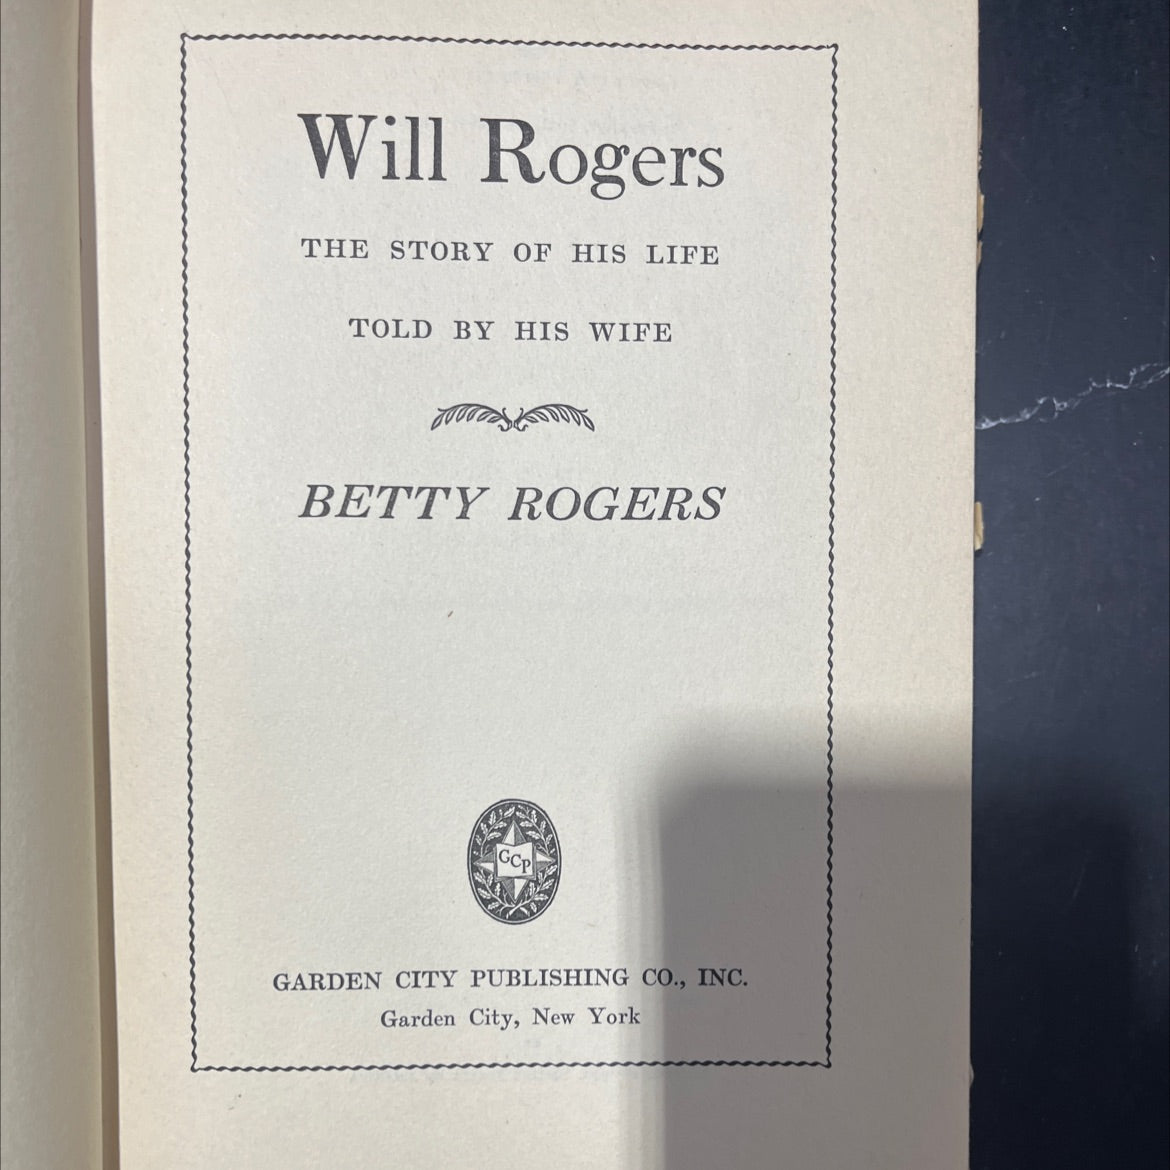 Will Rogers
THE STORY OF HIS LIFE
TOLD BY HIS WIFE
BETTY ROGERS
GCP
GARDEN CITY PUBLISHING CO., INC.
Garden City, New York